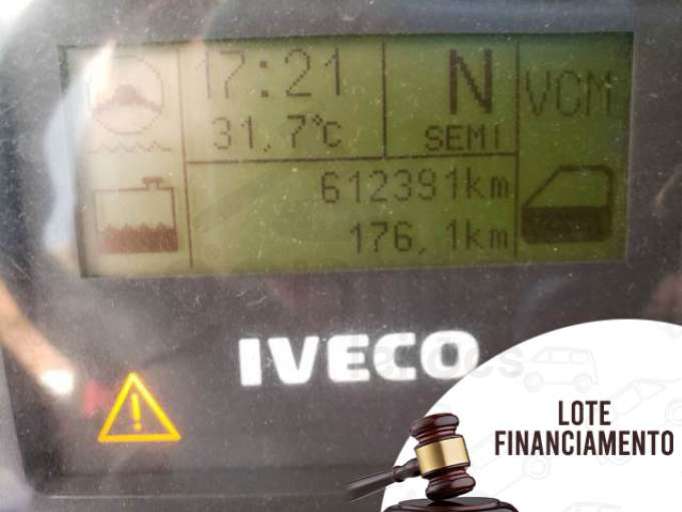 17:21
N
VCM
31,7°C
SEMI
612391km
176,1km
IVECO
LOTE
FINANCIAMENTO